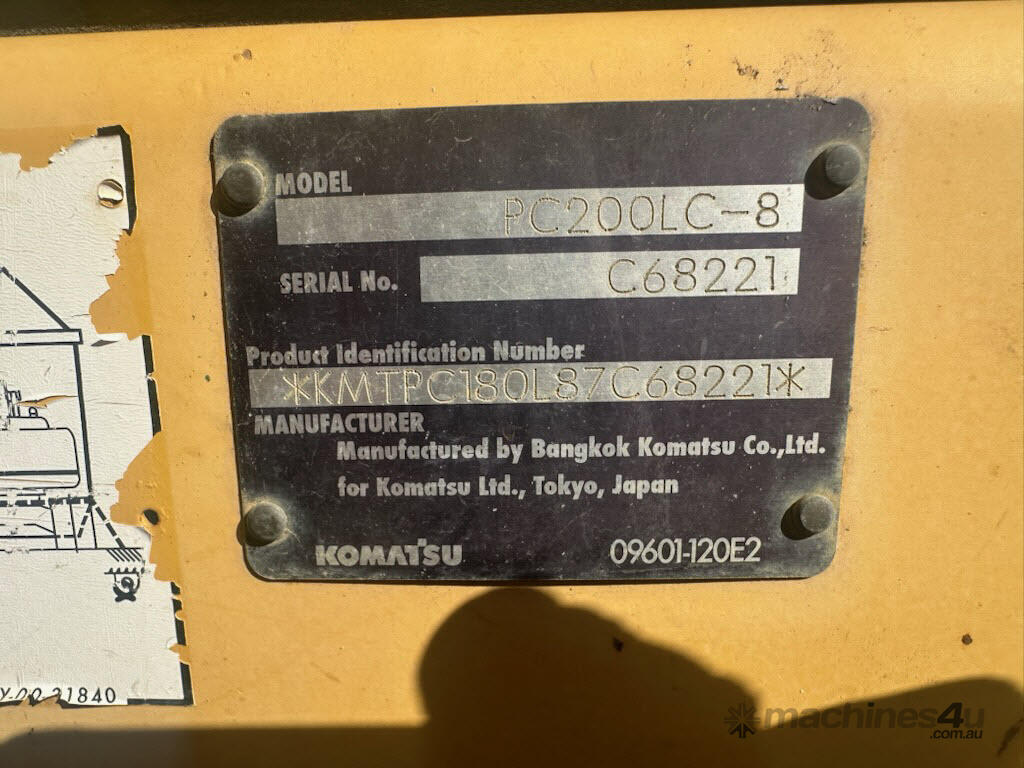 MODEL
PC200LC-8
SERIAL No. C68221
Product Identification Number
*KMTPC180L87C68221*
MANUFACTURER
Manufactured by Bangkok Komatsu Co.,Ltd.
for Komatsu Ltd., Tokyo, Japan
KOMATSU 09601-120E2
31840
machines4u
.com.au